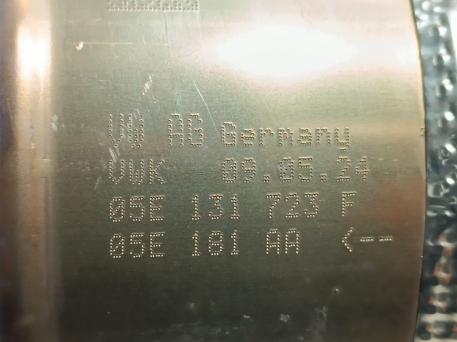 VW AG Germany
VWK 09.05.24
05E 131 723 F
05E 181 AA <--